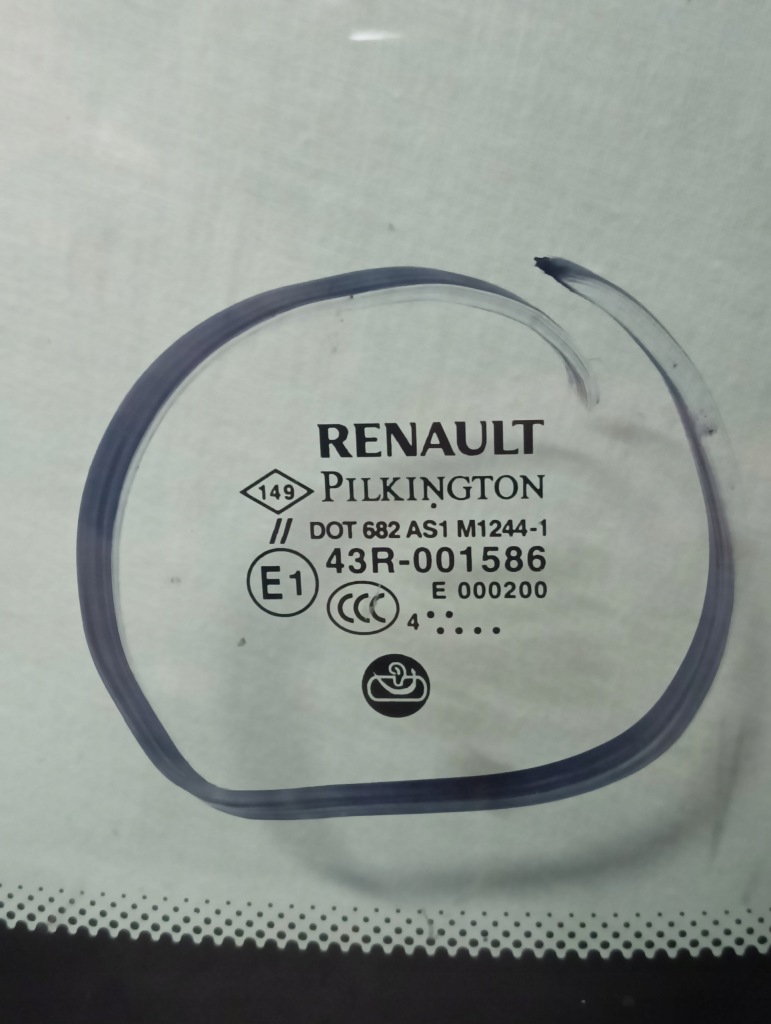 RENAULT
149 PILKINGTON
// DOT 682 AS1 M1244-1
E1 43R-001586
CCC E 000200
4